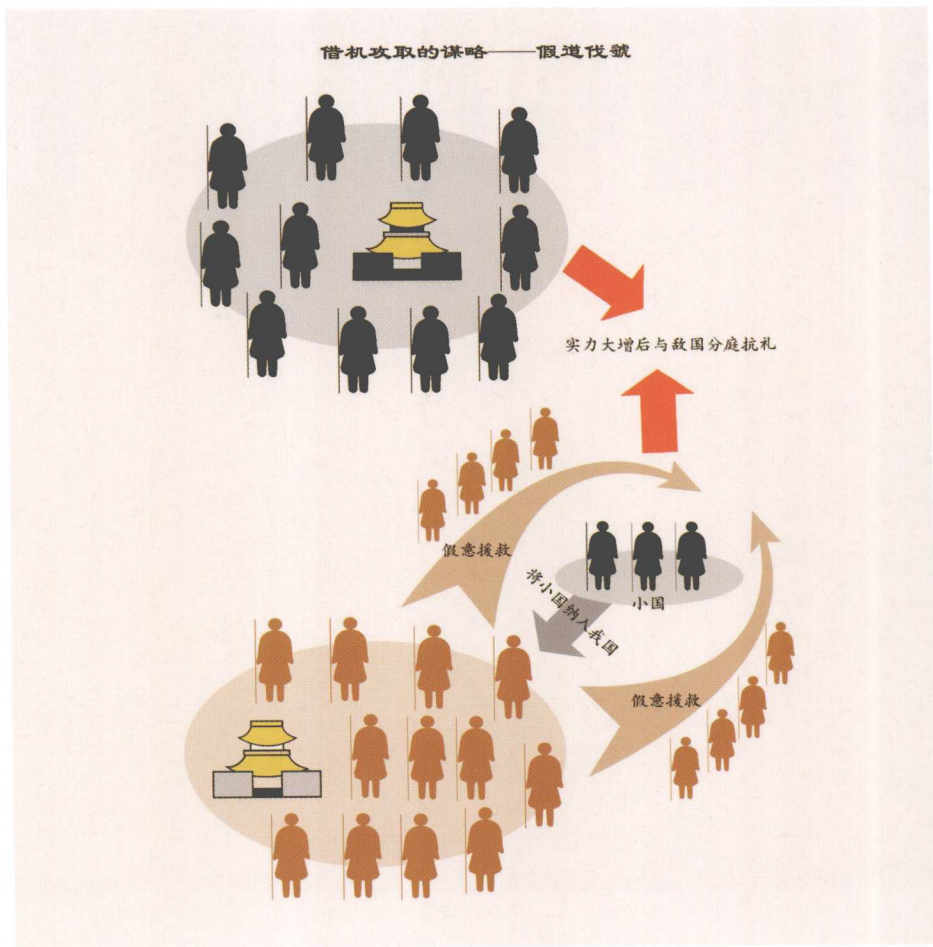 借机攻取的谋略——假道伐虢
实力大增后与敌国分庭抗礼
假意援救
将小国纳入我国
小国
假意援救